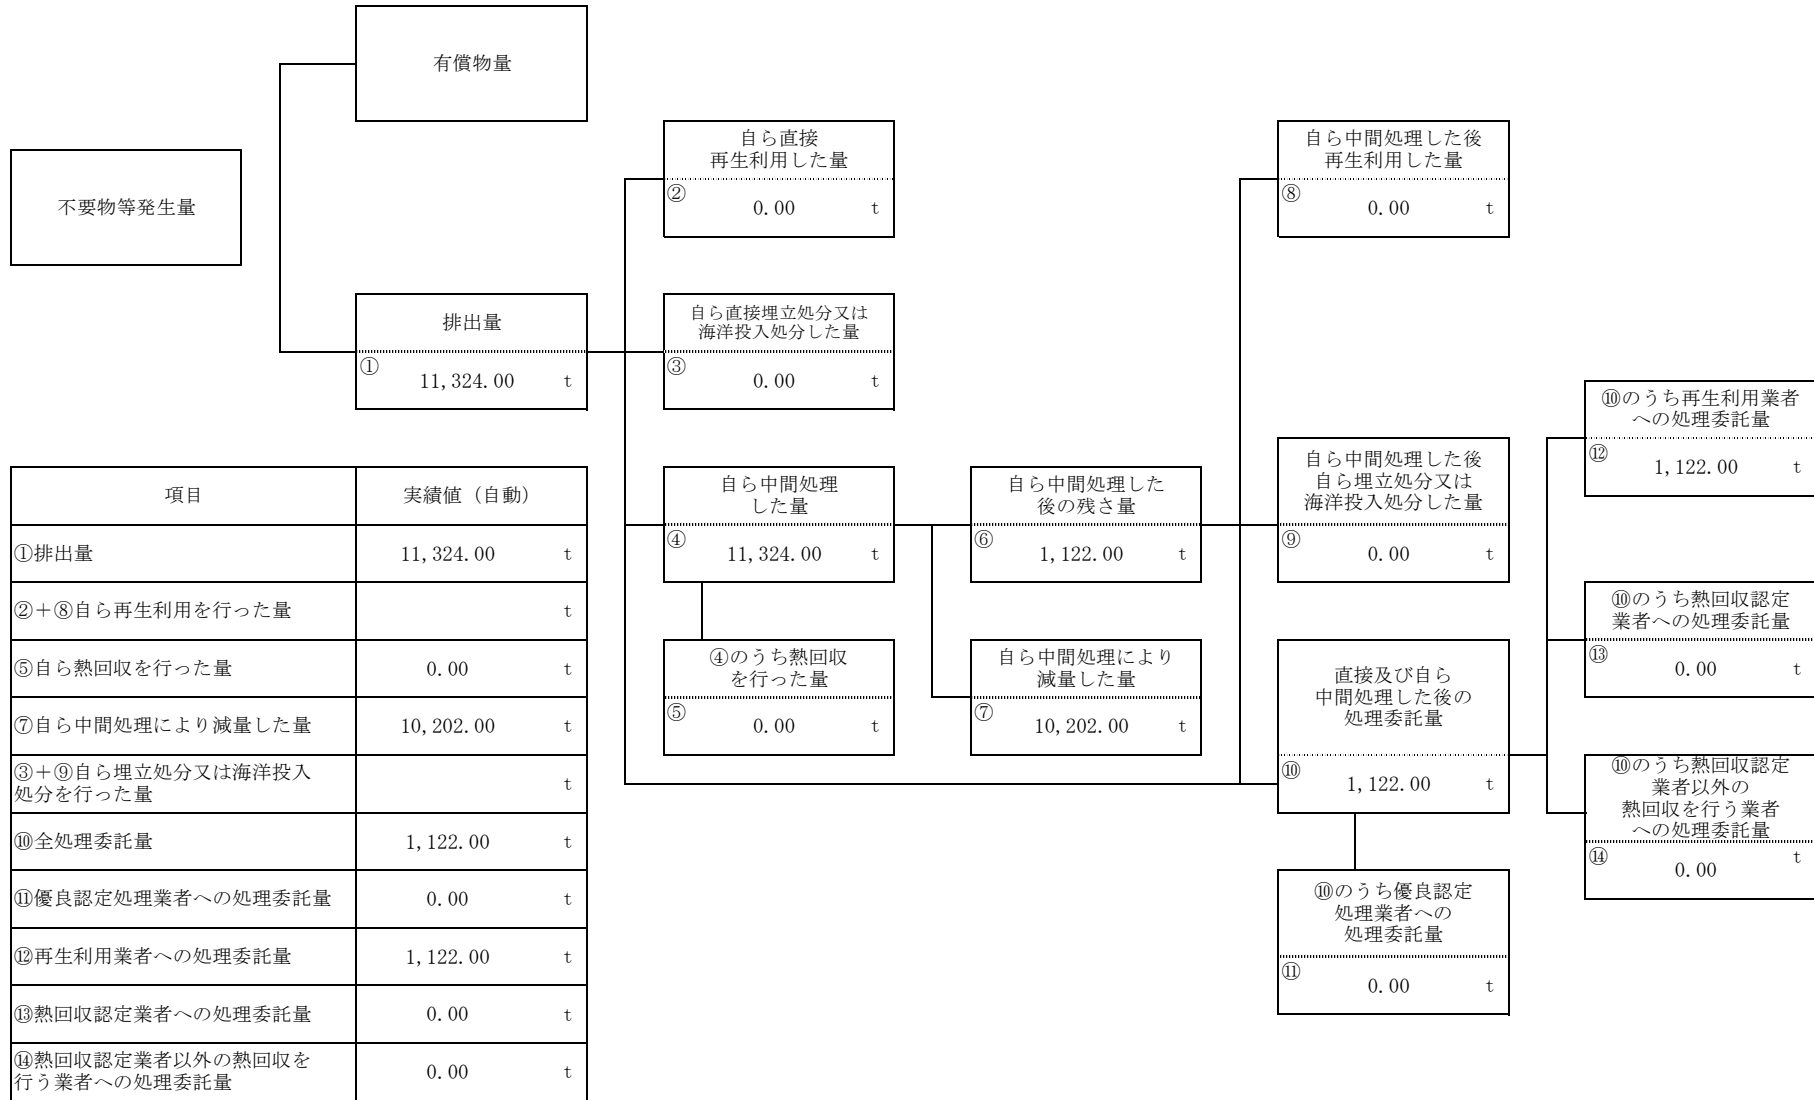 有償物量
不要物等発生量
排出量
①
11,324.00 t
自ら直接
再生利用した量
②
0.00 t
自ら直接埋立処分又は
海洋投入処分した量
③
0.00 t
自ら中間処理
した量
④
11,324.00 t
④のうち熱回収
を行った量
⑤
0.00 t
自ら中間処理した
後の残さ量
⑥
1,122.00 t
自ら中間処理により
減量した量
⑦
10,202.00 t
自ら中間処理した後
再生利用した量
⑧
0.00 t
自ら中間処理した後
自ら埋立処分又は
海洋投入処分した量
⑨
0.00 t
直接及び自ら
中間処理した後の
処理委託量
⑩
1,122.00 t
⑩のうち優良認定
処理業者への
処理委託量
⑪
0.00 t
⑩のうち再生利用業者
への処理委託量
⑫
1,122.00 t
⑩のうち熱回収認定
業者への処理委託量
⑬
0.00 t
⑩のうち熱回収認定
業者以外の
熱回収を行う業者
への処理委託量
⑭
0.00 t
項目 実績値（自動）
①排出量 11,324.00 t
②＋⑧自ら再生利用を行った量 t
⑤自ら熱回収を行った量 0.00 t
⑦自ら中間処理により減量した量 10,202.00 t
③＋⑨自ら埋立処分又は海洋投入
処分を行った量 t
⑩全処理委託量 1,122.00 t
⑪優良認定処理業者への処理委託量 0.00 t
⑫再生利用業者への処理委託量 1,122.00 t
⑬熱回収認定業者への処理委託量 0.00 t
⑭熱回収認定業者以外の熱回収を
行う業者への処理委託量 0.00 t